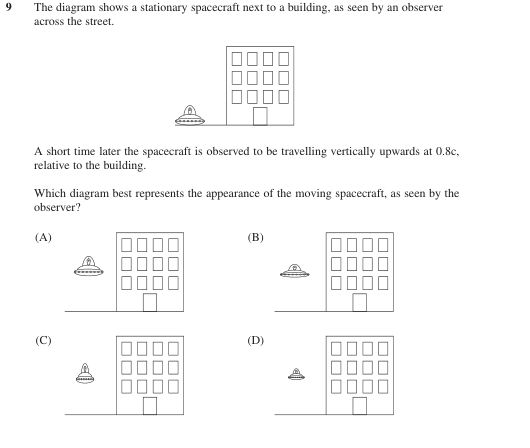 9 The diagram shows a stationary spacecraft next to a building, as seen by an observer
across the street.
A short time later the spacecraft is observed to be travelling vertically upwards at 0.8c,
relative to the building.
Which diagram best represents the appearance of the moving spacecraft, as seen by the
observer?
(A) (B)
(C) (D)